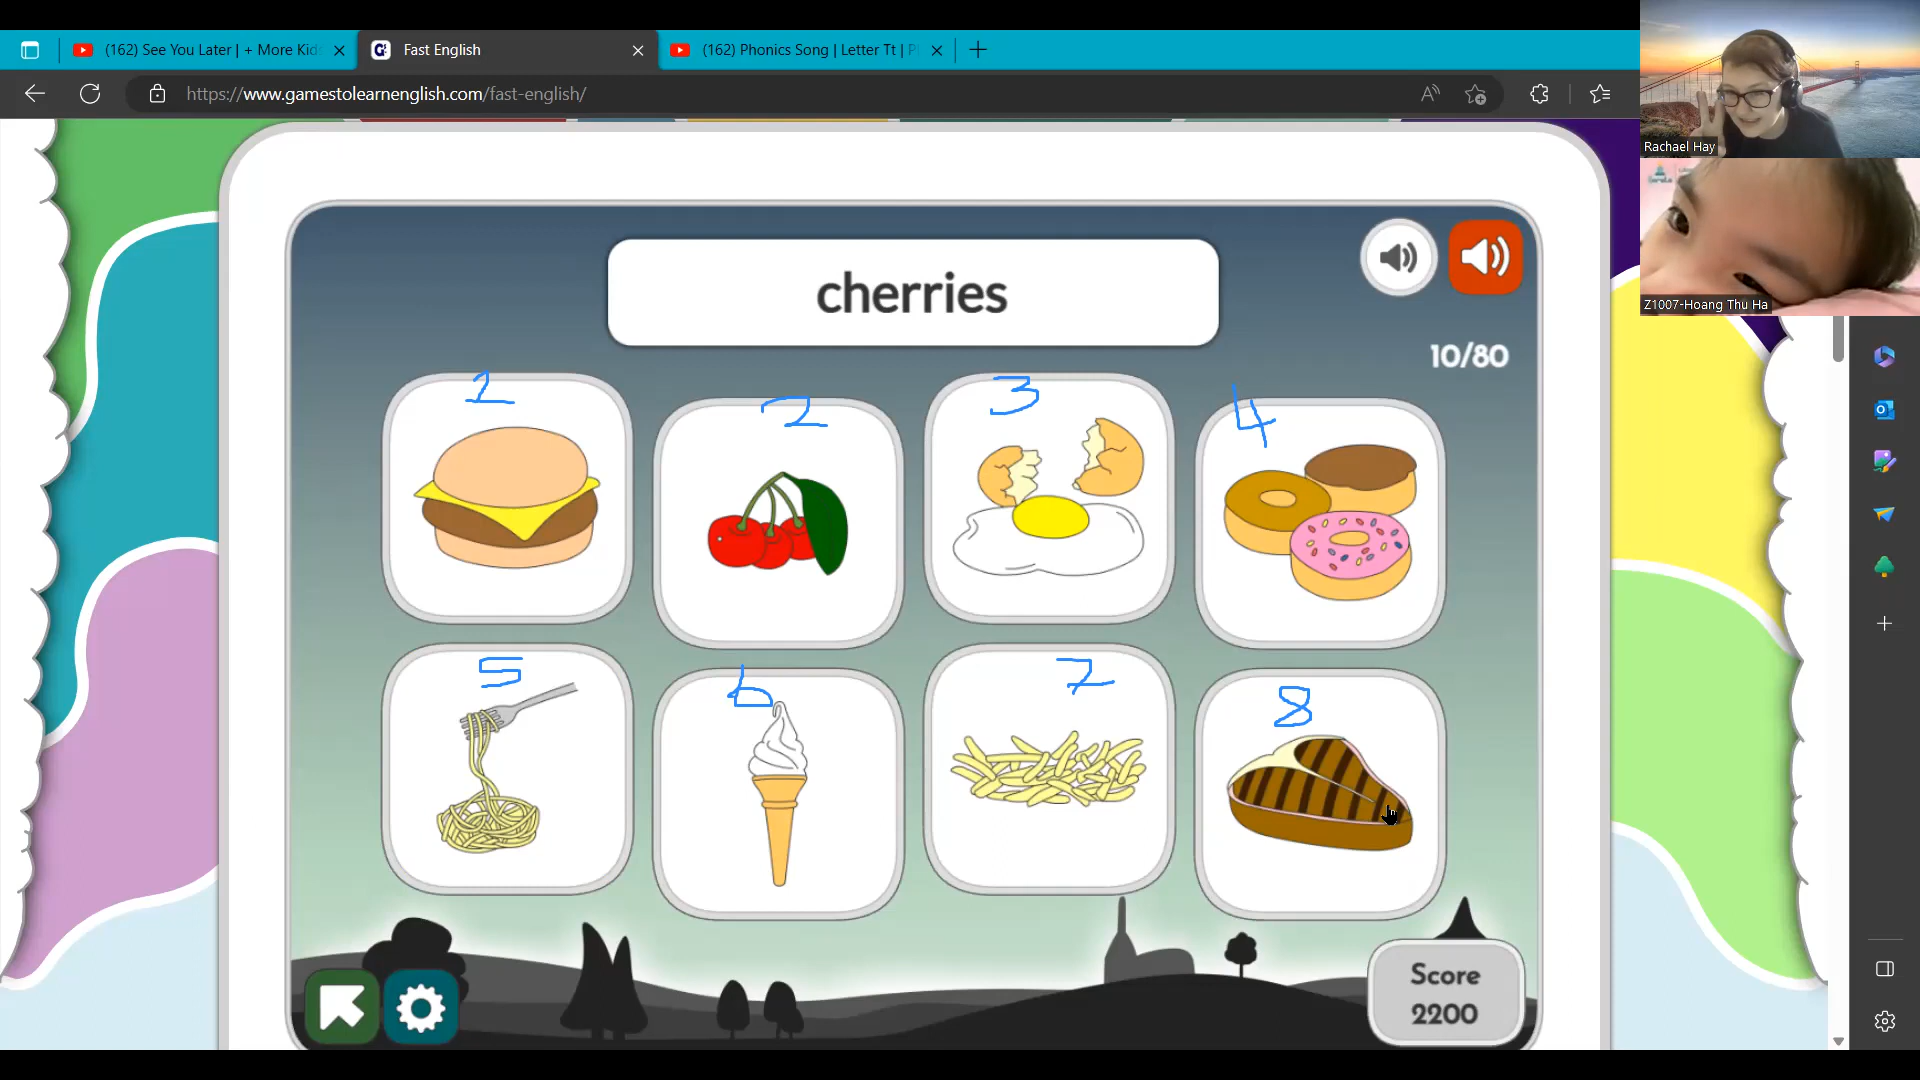 (162) See You Later | + More Kid
Fast English
(162) Phonics Song | Letter Tt | P
https://www.gamestolearnenglish.com/fast-english/
Rachael Hay
Z1007-Hoang Thu Ha
cherries
10/80
1
2
3
4
5
6
7
8
Score
2200